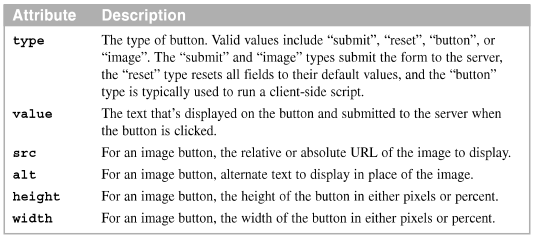 Attribute Description
type The type of button. Valid values include “submit”, “reset”, “button”, or
“image”. The “submit” and “image” types submit the form to the server,
the “reset” type resets all fields to their default values, and the “button”
type is typically used to run a client-side script.
value The text that’s displayed on the button and submitted to the server when
the button is clicked.
src For an image button, the relative or absolute URL of the image to display.
alt For an image button, alternate text to display in place of the image.
height For an image button, the height of the button in either pixels or percent.
width For an image button, the width of the button in either pixels or percent.